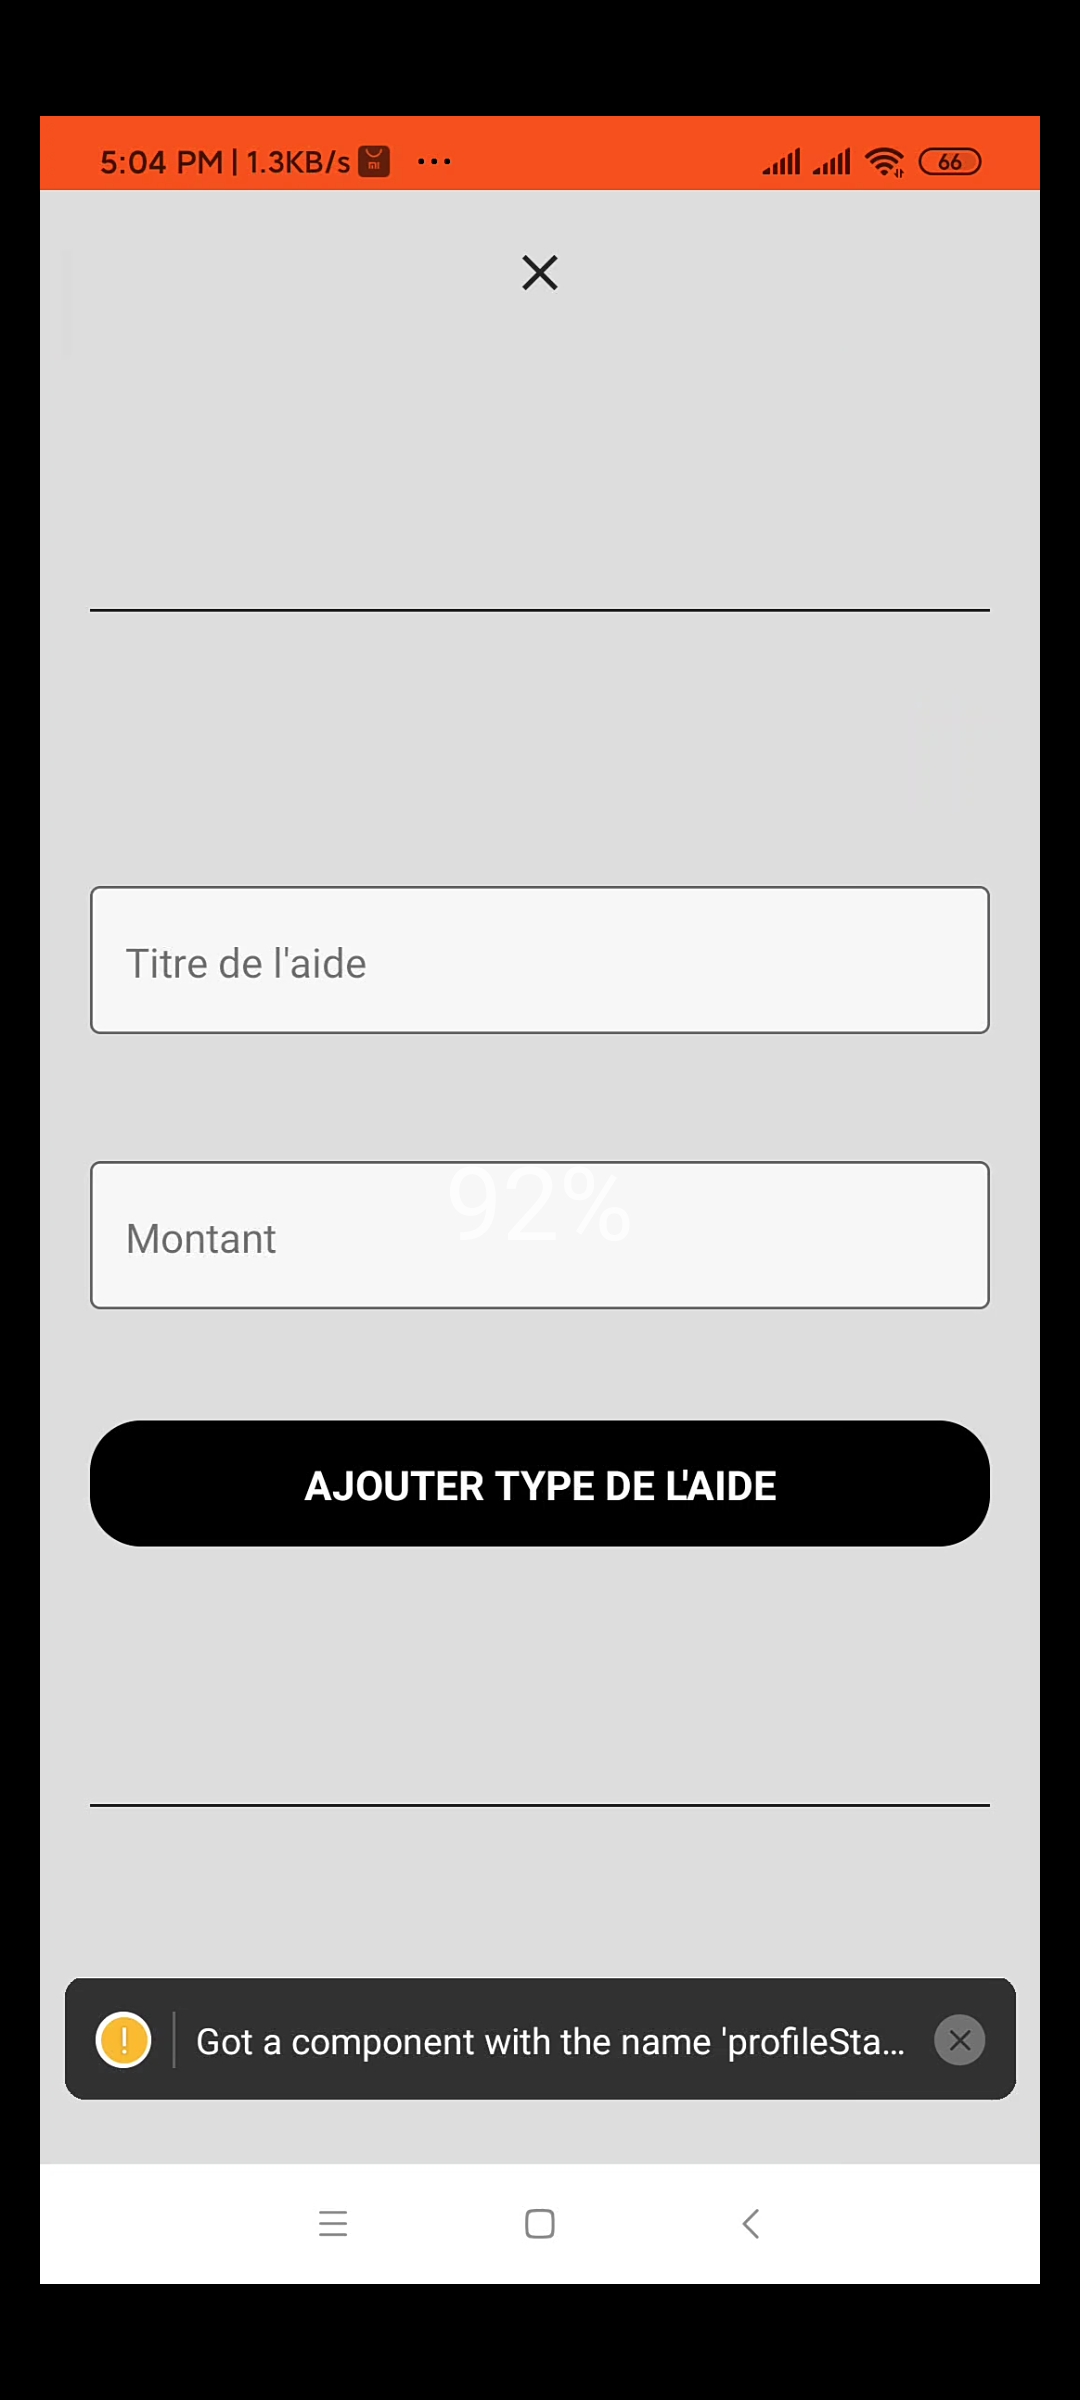 5:04 PM | 1.3KB/s ...
66
Titre de l'aide
92%
Montant
AJOUTER TYPE DE L'AIDE
Got a component with the name 'profileSta...